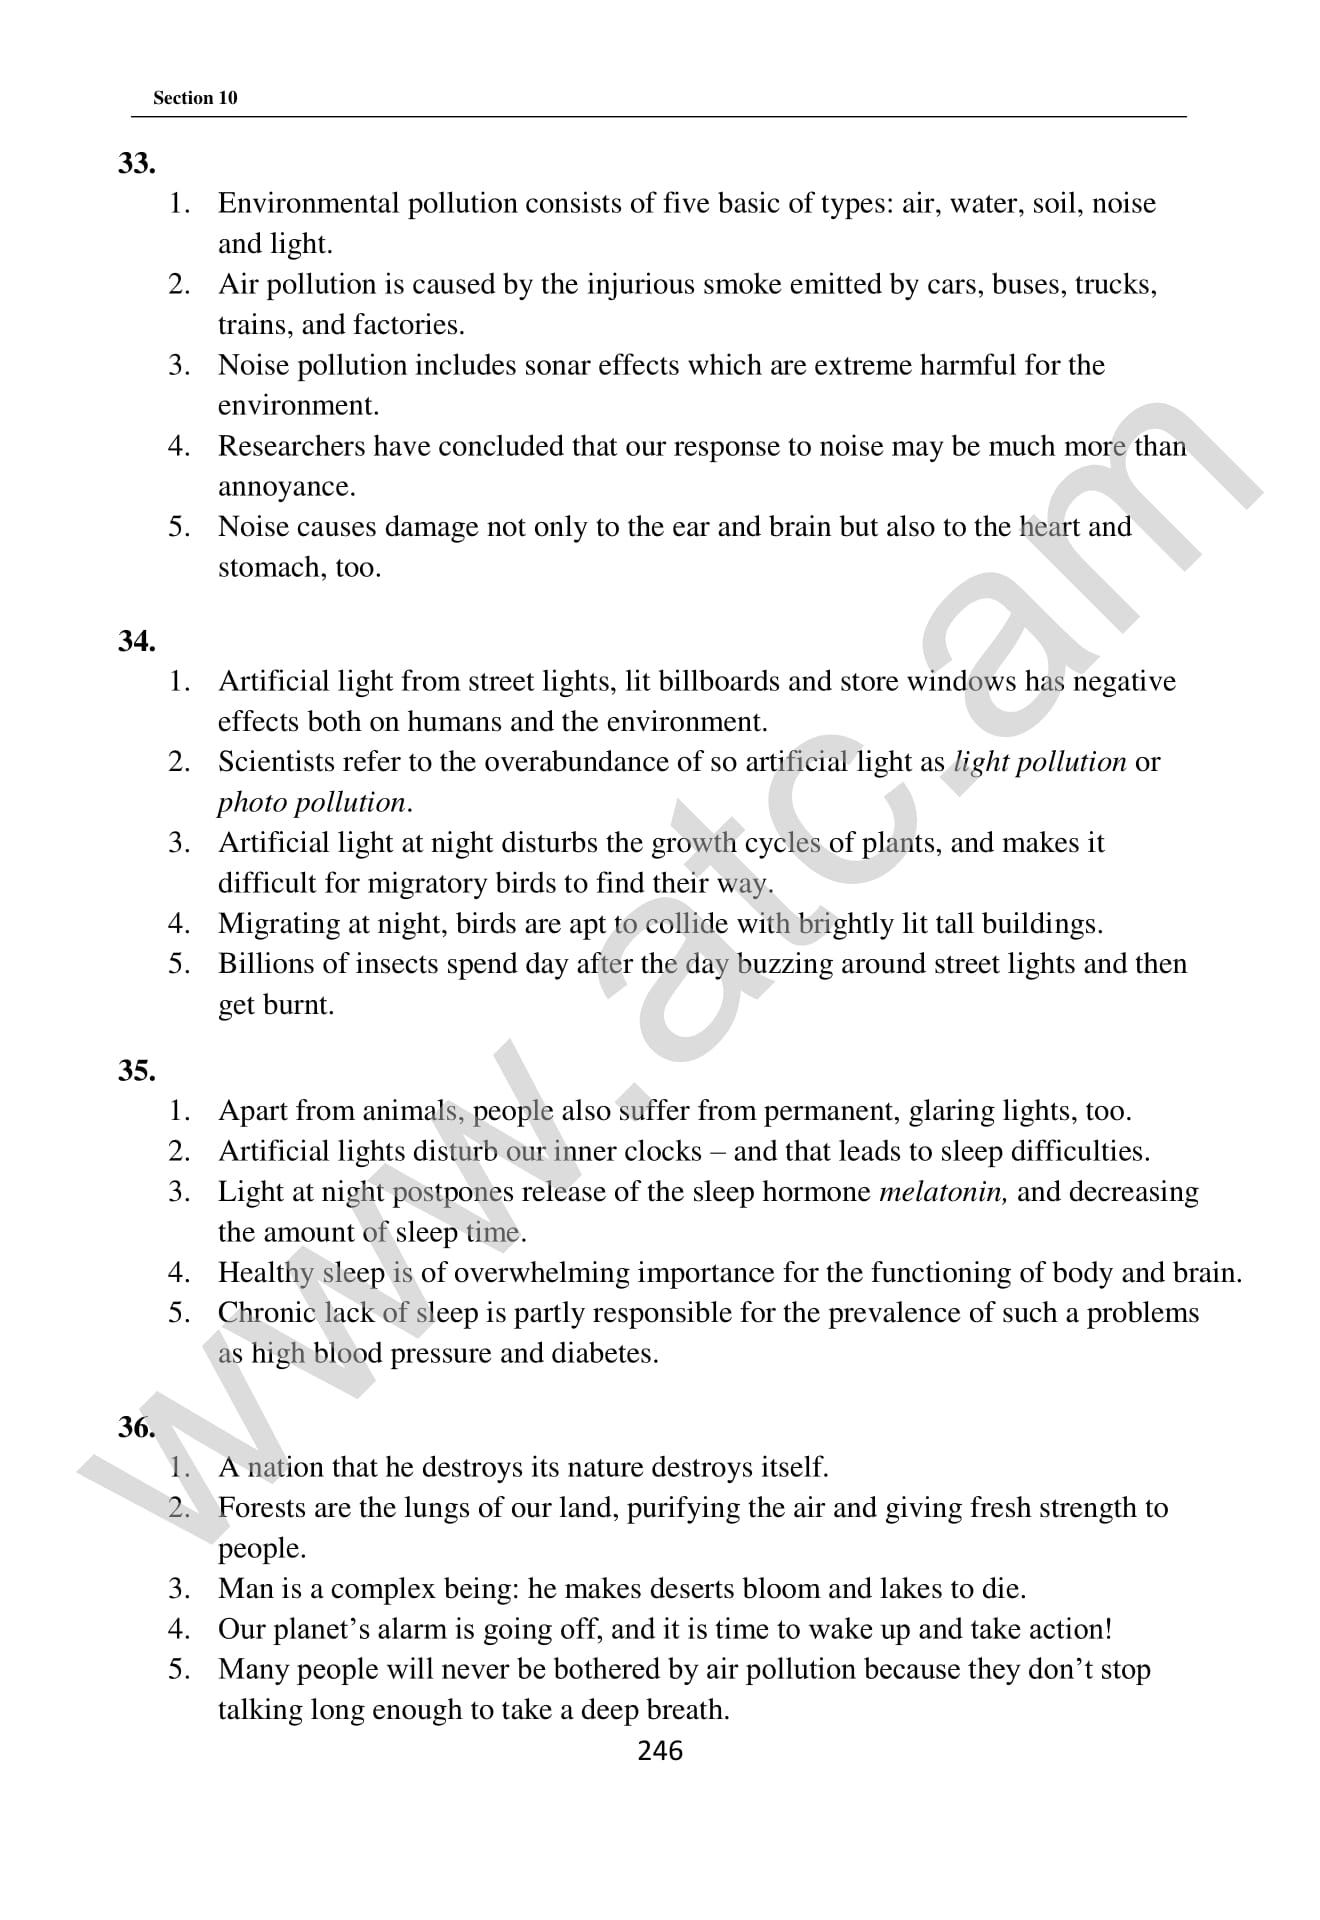 Section 10
33.
1. Environmental pollution consists of five basic of types: air, water, soil, noise
and light.
2. Air pollution is caused by the injurious smoke emitted by cars, buses, trucks,
trains, and factories.
3. Noise pollution includes sonar effects which are extreme harmful for the
environment.
4. Researchers have concluded that our response to noise may be much more than
annoyance.
5. Noise causes damage not only to the ear and brain but also to the heart and
stomach, too.
34.
1. Artificial light from street lights, lit billboards and store windows has negative
effects both on humans and the environment.
2. Scientists refer to the overabundance of so artificial light as light pollution or
photo pollution.
3. Artificial light at night disturbs the growth cycles of plants, and makes it
difficult for migratory birds to find their way.
4. Migrating at night, birds are apt to collide with brightly lit tall buildings.
5. Billions of insects spend day after the day buzzing around street lights and then
get burnt.
35.
1. Apart from animals, people also suffer from permanent, glaring lights, too.
2. Artificial lights disturb our inner clocks – and that leads to sleep difficulties.
3. Light at night postpones release of the sleep hormone melatonin, and decreasing
the amount of sleep time.
4. Healthy sleep is of overwhelming importance for the functioning of body and brain.
5. Chronic lack of sleep is partly responsible for the prevalence of such a problems
as high blood pressure and diabetes.
36.
1. A nation that he destroys its nature destroys itself.
2. Forests are the lungs of our land, purifying the air and giving fresh strength to
people.
3. Man is a complex being: he makes deserts bloom and lakes to die.
4. Our planet’s alarm is going off, and it is time to wake up and take action!
5. Many people will never be bothered by air pollution because they don’t stop
talking long enough to take a deep breath.
246
www.atc.am